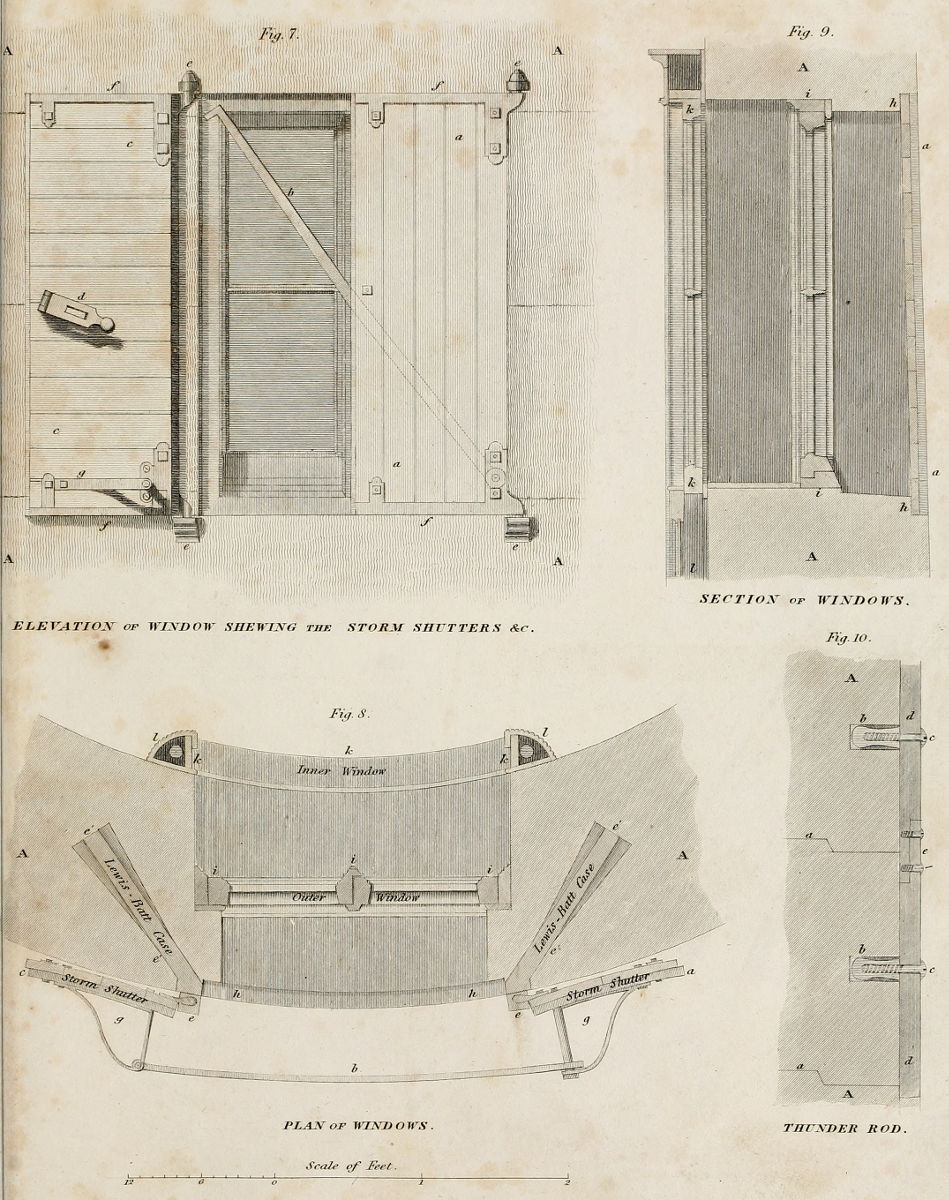 Fig. 7.
A
A
e
e
f
f
c
a
b
d
c
a
g
f
f
e
e
A
A
ELEVATION OF WINDOW SHEWING THE STORM SHUTTERS &c.
Fig. 9.
A
i
k
h
a
a
k
i
h
A
l
SECTION OF WINDOWS.
Fig. 8.
l
l
k
k
k
Inner Window
e'
e'
A
A
i
i
i
Outer Window
Lewis-Batt Case
Lewis-Batt Case
e
e
c
a
Storm Shutter
Storm Shutter
h
h
e
e
g
g
b
PLAN OF WINDOWS.
Fig. 10.
A
b
d
c
a
e
b
c
d
a
A
THUNDER ROD.
Scale of Feet.
12
6
0
1
2